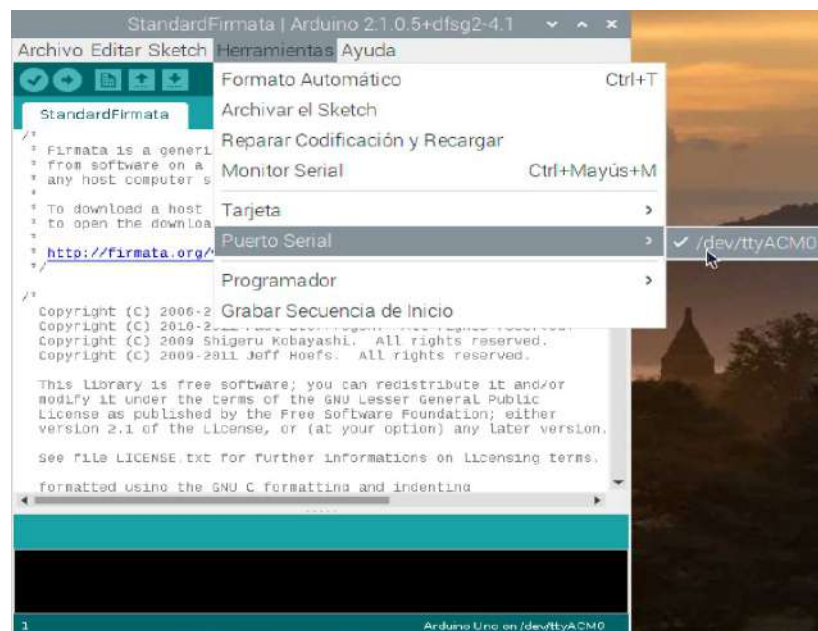 StandardFirmata | Arduino 2:1.0.5+dfsg2-4.1
Archivo Editar Sketch Herramientas Ayuda
StandardFirmata
Formato Automático Ctrl+T
Archivar el Sketch
Reparar Codificación y Recargar
Monitor Serial Ctrl+Mayús+M
Tarjeta
Puerto Serial
/dev/ttyACM0
Programador
Grabar Secuencia de Inicio
/*
* Firmata is a generi
* from software on a
* any host computer s
*
* To download a host
* to open the downloa
*
* http://firmata.org/
*/
/*
Copyright (C) 2006-2
Copyright (C) 2010-2
Copyright (C) 2009 Shigeru Kobayashi. All rights reserved.
Copyright (C) 2009-2011 Jeff Hoefs. All rights reserved.
This library is free software; you can redistribute it and/or
modify it under the terms of the GNU Lesser General Public
License as published by the Free Software Foundation; either
version 2.1 of the License, or (at your option) any later version.
See file LICENSE.txt for further informations on licensing terms.
formatted using the GNU C formatting and indenting
1 Arduino Uno on /dev/ttyACM0